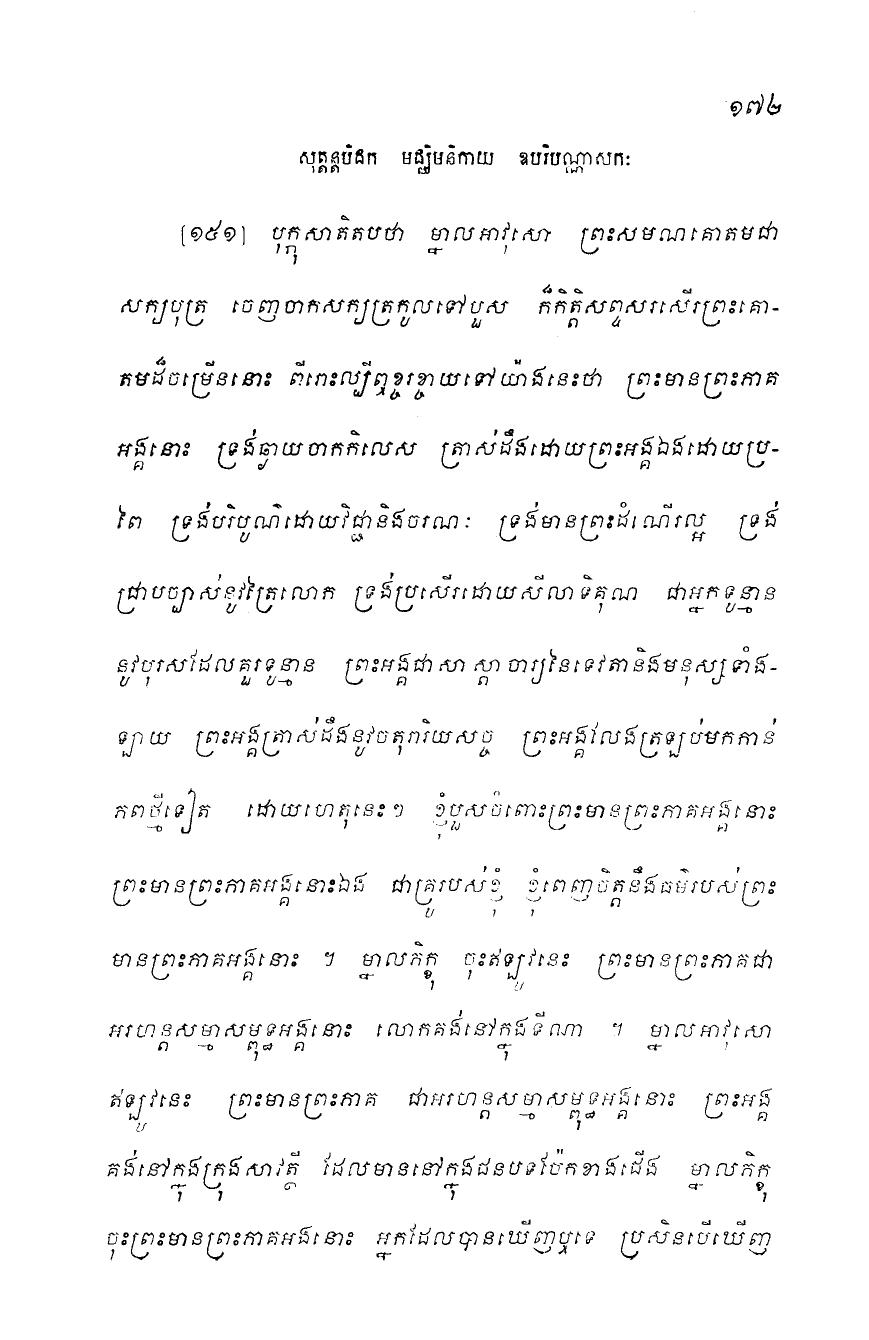 ១៧២
សុត្តន្តបិដក មជ្ឈិមនិកាយ ឧបរិបណ្ណាសកៈ
[១៥១] បុក្កុសាតិតបថា ម្នាលអាវុសោ ព្រះសមណគោតមជា
សក្យបុត្រ ចេញចាកសក្យត្រកូលទៅបួស ក៏កិត្តិសព្ទសរសើរព្រះគោ-
តមដ៏ចម្រើននោះ ពីរោះល្បីឮខ្ចរខ្ចាយទៅយ៉ាងនេះថា ព្រះមានព្រះភាគ
អង្គនោះ ទ្រង់ឆ្ងាយចាកកិលេស ត្រាស់ដឹងដោយព្រះអង្គឯងដោយប្រ-
ពៃ ទ្រង់បរិបូណ៌ដោយវិជ្ជានិងចរណៈ ទ្រង់មានព្រះដំណើរល្អ ទ្រង់
ជ្រាបច្បាស់នូវត្រៃលោក ទ្រង់ប្រសើរដោយសីលាទិគុណ ជាអ្នកទូន្មាន
នូវបុរសដែលគួរទូន្មាន ព្រះអង្គជាសាស្តាចារ្យនៃទេវតានិងមនុស្សទាំង-
ឡាយ ព្រះអង្គត្រាស់ដឹងនូវចតុរារិយសច្ច ព្រះអង្គលែងត្រឡប់មកកាន់
ភពថ្មីទៀត ដោយហេតុនេះៗ ខ្ញុំបួសចំពោះព្រះមានព្រះភាគអង្គនោះ
ព្រះមានព្រះភាគអង្គនោះឯង ជាគ្រូរបស់ខ្ញុំ ខ្ញុំពេញចិត្តនឹងធម៌របស់ព្រះ
មានព្រះភាគអង្គនោះ ។ ម្នាលភិក្ខុ ចុះឥឡូវនេះ ព្រះមានព្រះភាគជា
អរហន្តសម្មាសម្ពុទ្ធអង្គនោះ លោកគង់នៅក្នុងទីណា ។ ម្នាលអាវុសោ
ឥឡូវនេះ ព្រះមានព្រះភាគ ជាអរហន្តសម្មាសម្ពុទ្ធអង្គនោះ ព្រះអង្គ
គង់នៅក្នុងក្រុងសាវត្ថី ដែលមាននៅក្នុងជនបទប៉ែកខាងជើង ម្នាលភិក្ខុ
ចុះព្រះមានព្រះភាគអង្គនោះ អ្នកដែលបានឃើញឬទេ ប្រសិនបើឃើញ